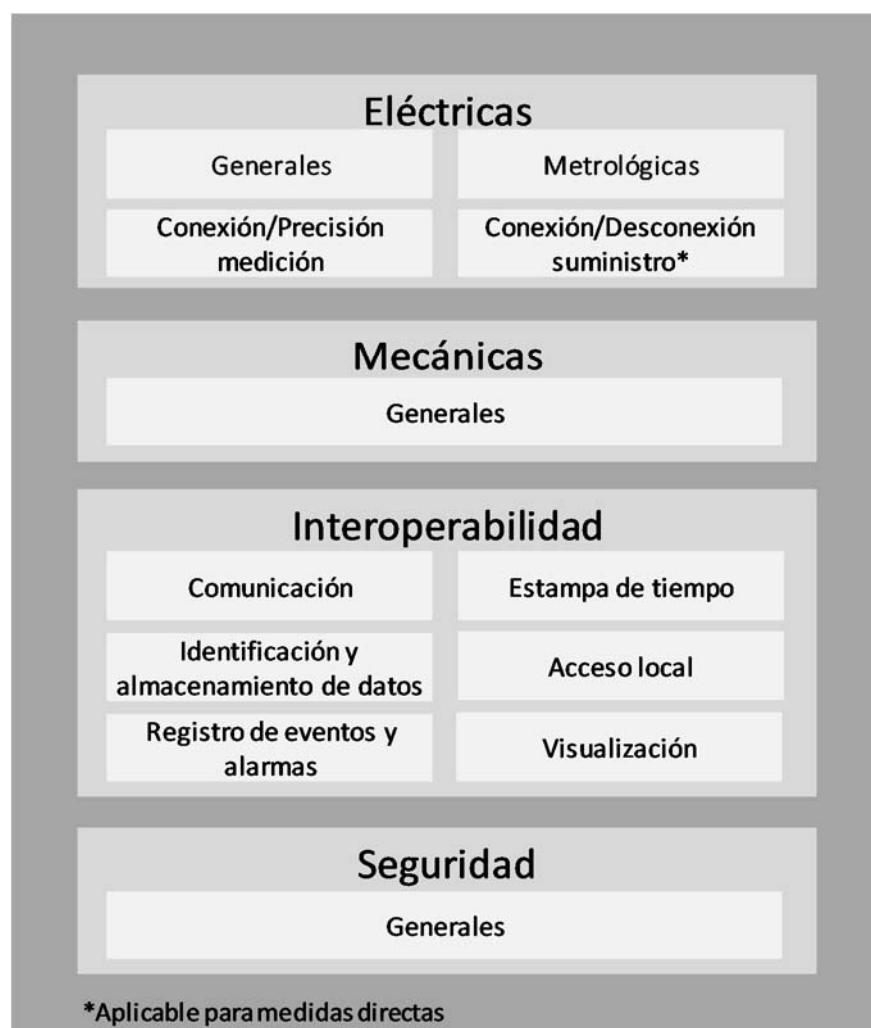 Eléctricas
Generales
Metrológicas
Conexión/Precisión
medición
Conexión/Desconexión
suministro*
Mecánicas
Generales
Interoperabilidad
Comunicación
Estampa de tiempo
Identificación y
almacenamiento de datos
Acceso local
Registro de eventos y
alarmas
Visualización
Seguridad
Generales
*Aplicable para medidas directas